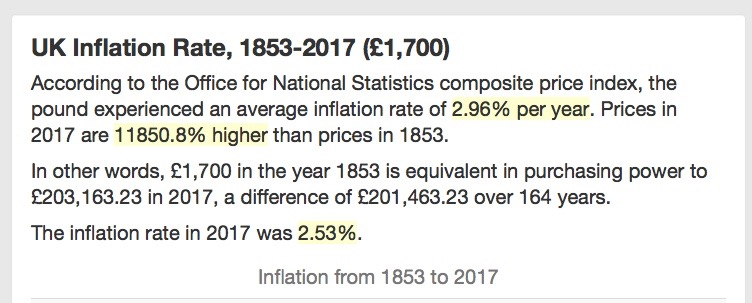 UK Inflation Rate, 1853-2017 (£1,700)
According to the Office for National Statistics composite price index, the
pound experienced an average inflation rate of 2.96% per year. Prices in
2017 are 11850.8% higher than prices in 1853.
In other words, £1,700 in the year 1853 is equivalent in purchasing power to
£203,163.23 in 2017, a difference of £201,463.23 over 164 years.
The inflation rate in 2017 was 2.53%.
Inflation from 1853 to 2017